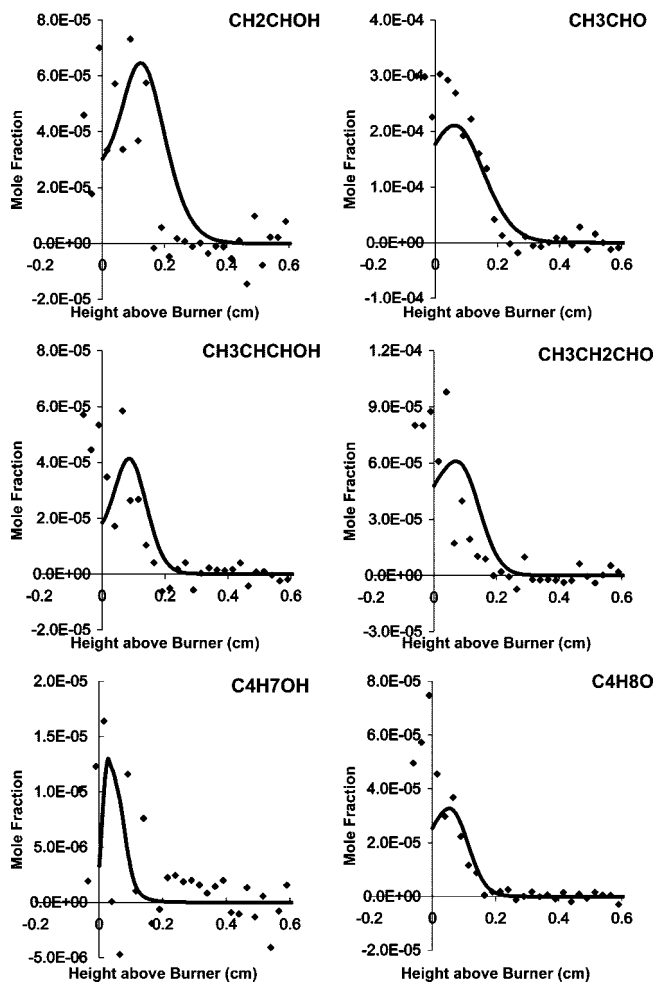 CH2CHOH
8.0E-05
6.0E-05
4.0E-05
2.0E-05
0.0E+00
-2.0E-05
-0.2 0 0.2 0.4 0.6
Mole Fraction
Height above Burner (cm)
CH3CHO
4.0E-04
3.0E-04
2.0E-04
1.0E-04
0.0E+00
-1.0E-04
-0.2 0 0.2 0.4 0.6
Mole Fraction
Height above Burner (cm)
CH3CHCHOH
8.0E-05
6.0E-05
4.0E-05
2.0E-05
0.0E+00
-2.0E-05
-0.2 0 0.2 0.4 0.6
Mole Fraction
Height above Burner (cm)
CH3CH2CHO
1.2E-04
9.0E-05
6.0E-05
3.0E-05
0.0E+00
-3.0E-05
-0.2 0 0.2 0.4 0.6
Mole Fraction
Height above Burner (cm)
C4H7OH
2.0E-05
1.5E-05
1.0E-05
5.0E-06
0.0E+00
-5.0E-06
-0.2 0 0.2 0.4 0.6
Mole Fraction
Height above Burner (cm)
C4H8O
8.0E-05
6.0E-05
4.0E-05
2.0E-05
0.0E+00
-2.0E-05
-0.2 0 0.2 0.4 0.6
Mole Fraction
Height above Burner (cm)